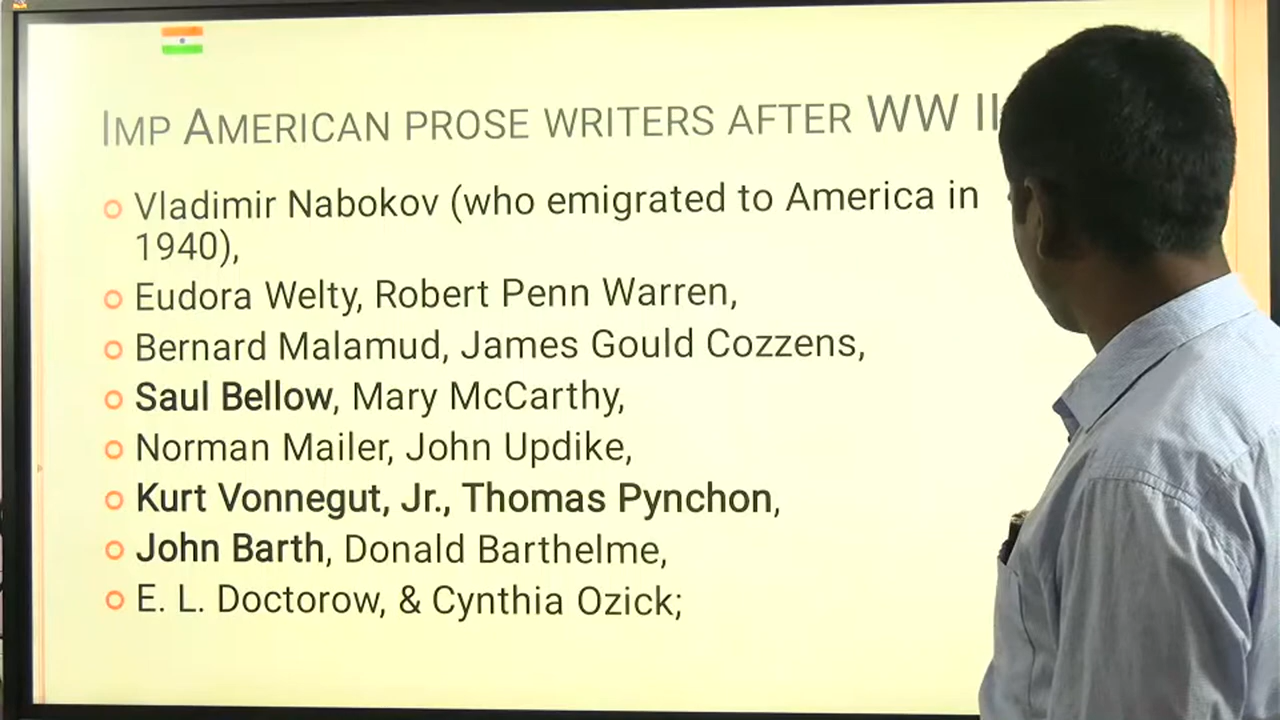 IMP AMERICAN PROSE WRITERS AFTER WW II
Vladimir Nabokov (who emigrated to America in
1940),
Eudora Welty, Robert Penn Warren,
Bernard Malamud, James Gould Cozzens,
Saul Bellow, Mary McCarthy,
Norman Mailer, John Updike,
Kurt Vonnegut, Jr., Thomas Pynchon,
John Barth, Donald Barthelme,
E. L. Doctorow, & Cynthia Ozick;